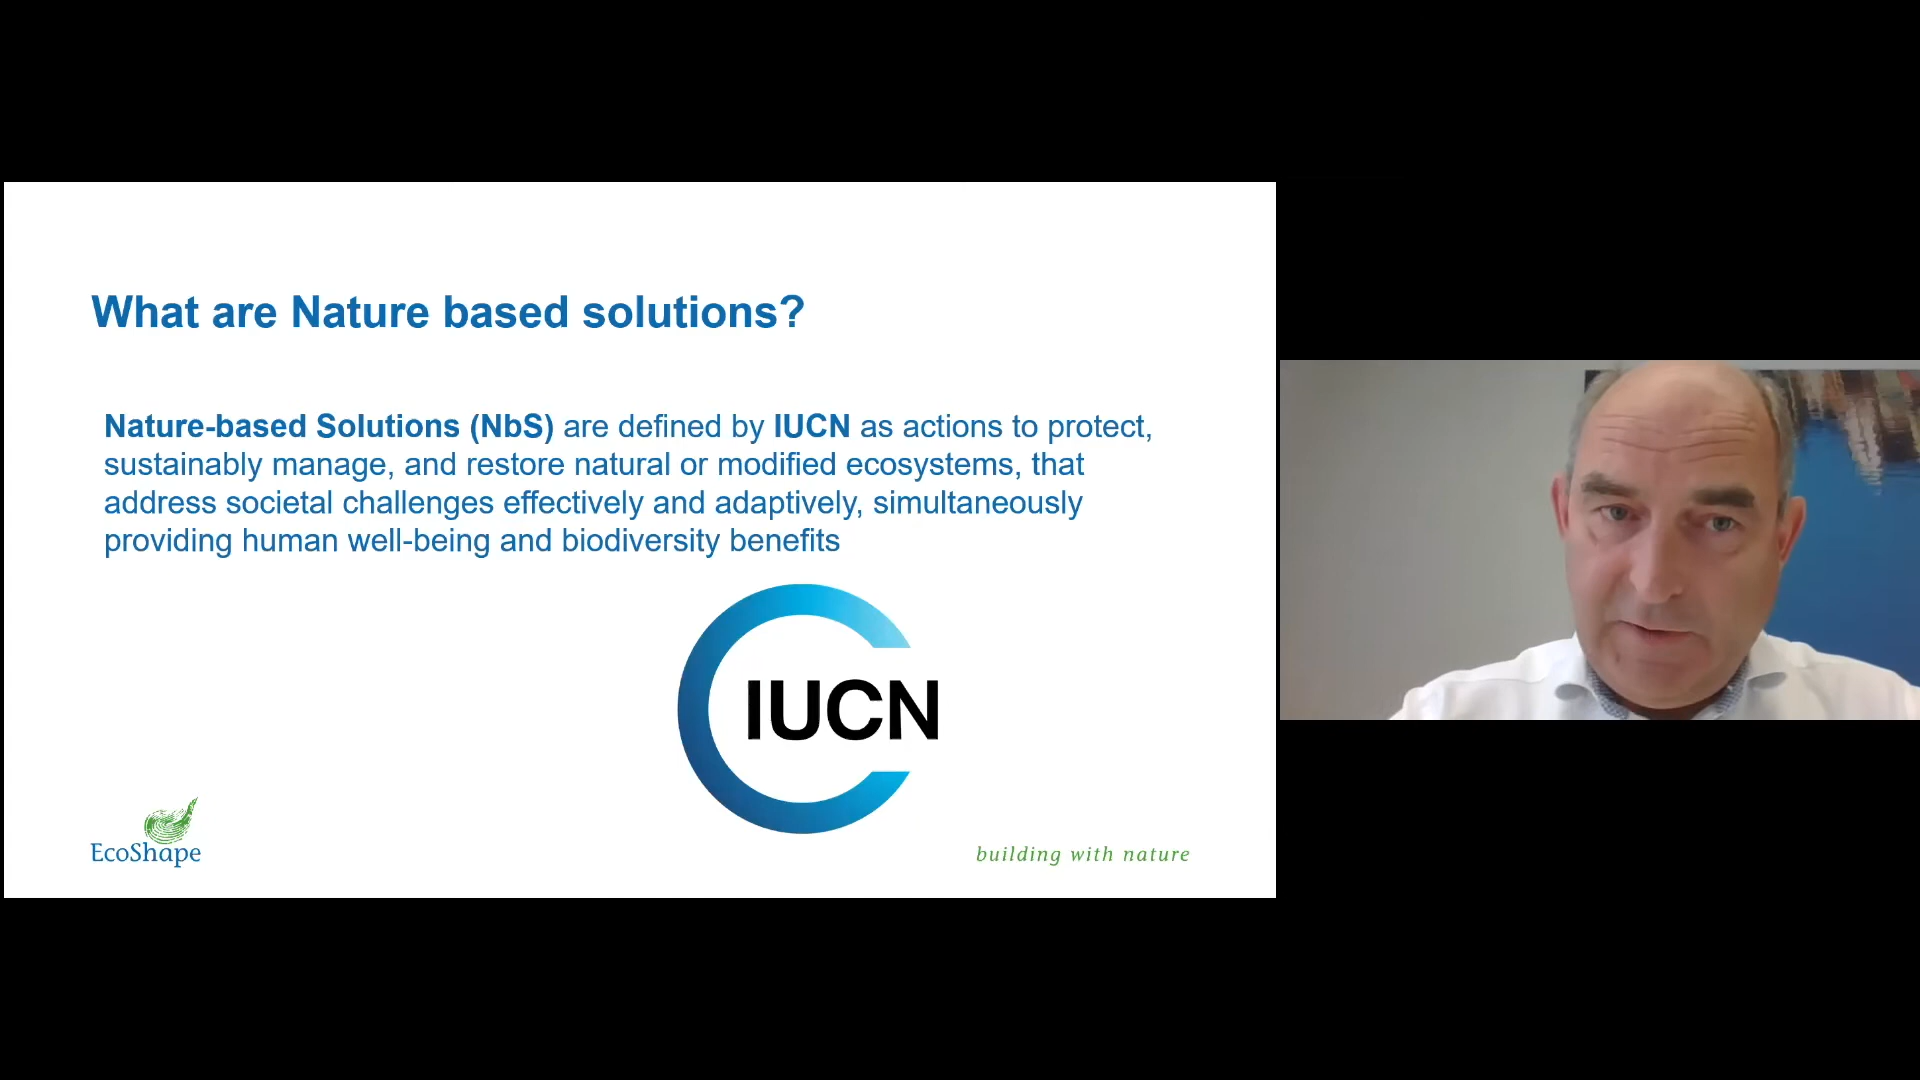 What are Nature based solutions?
Nature-based Solutions (NbS) are defined by IUCN as actions to protect,
sustainably manage, and restore natural or modified ecosystems, that
address societal challenges effectively and adaptively, simultaneously
providing human well-being and biodiversity benefits
IUCN
EcoShape
building with nature